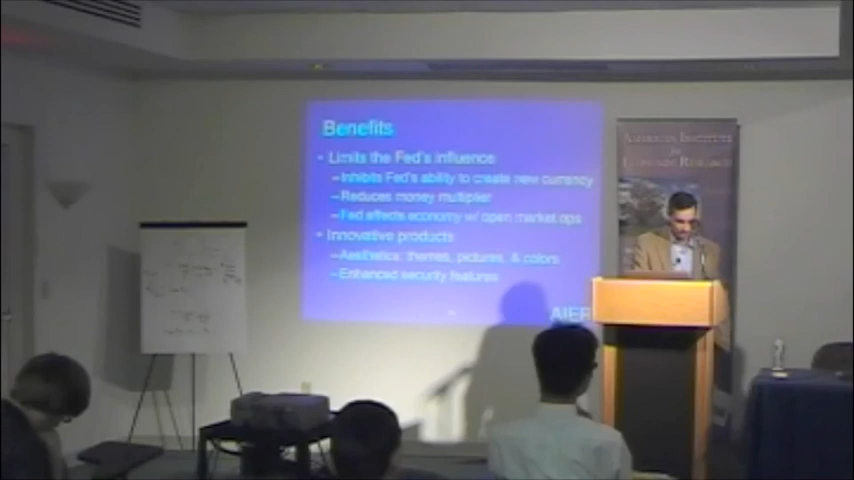 Benefits
• Limits the Fed's influence
–Inhibits Fed's ability to create new currency
–Reduces money multiplier
–Fed affects economy w/ open market ops
• Innovative products
–Aesthetics: themes, pictures, & colors
–Enhanced security features
AIER
AMERICAN INSTITUTE
for
ECONOMIC RESEARCH